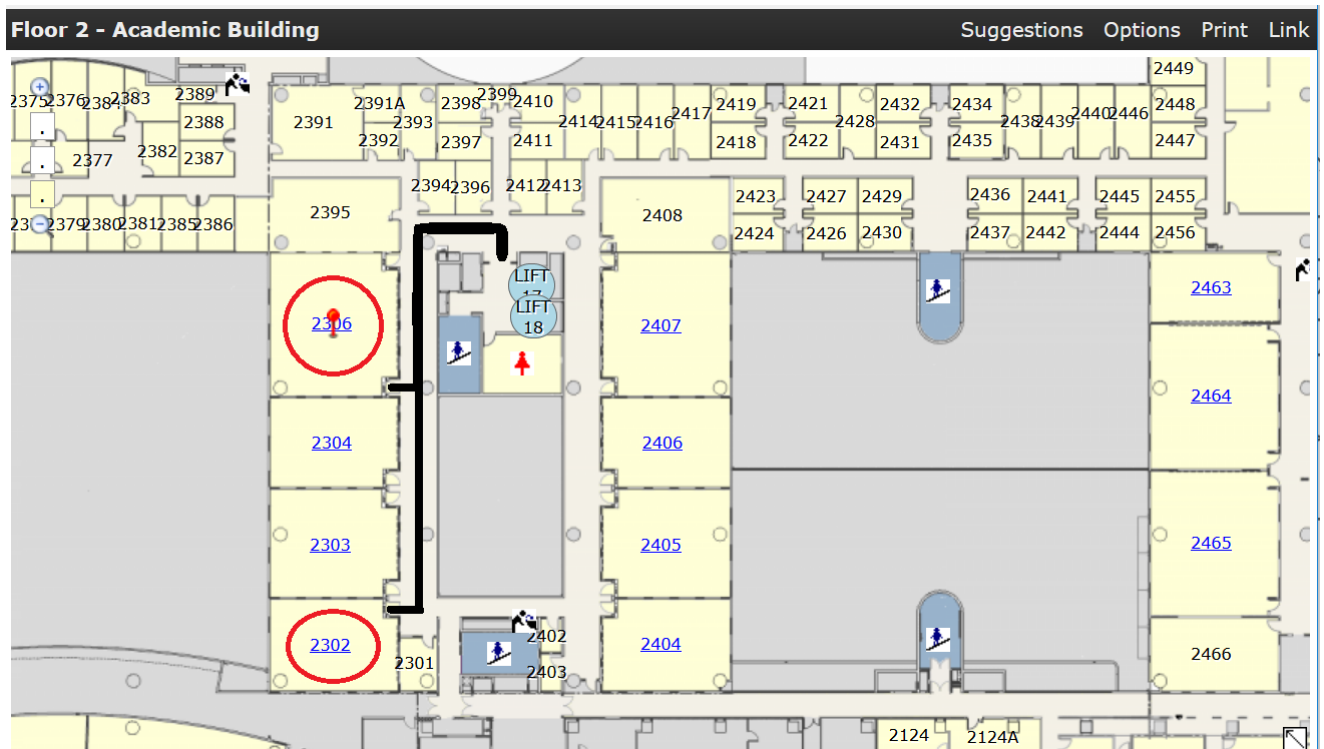 Floor 2 - Academic Building
Suggestions Options Print Link
2449
2376 2383 2389 2391A 2398 2399 2410 2419 2421 2432 2434 2448
2388 2391 2393 2414 2415 2416 2417 2428 2438 2439 2440 2446
2377 2382 2387 2392 2397 2411 2418 2422 2431 2435 2447
2394 2396 2412 2413
2423 2427 2429 2436 2441 2445 2455
2379 2380 2381 2385 2386 2395 2408 2424 2426 2430 2437 2442 2444 2456
LIFT
LIFT
18
2463
2306 2407
2464
2304 2406
2303 2405 2465
2302 2301 2402 2403 2404 2466
2124 2124A